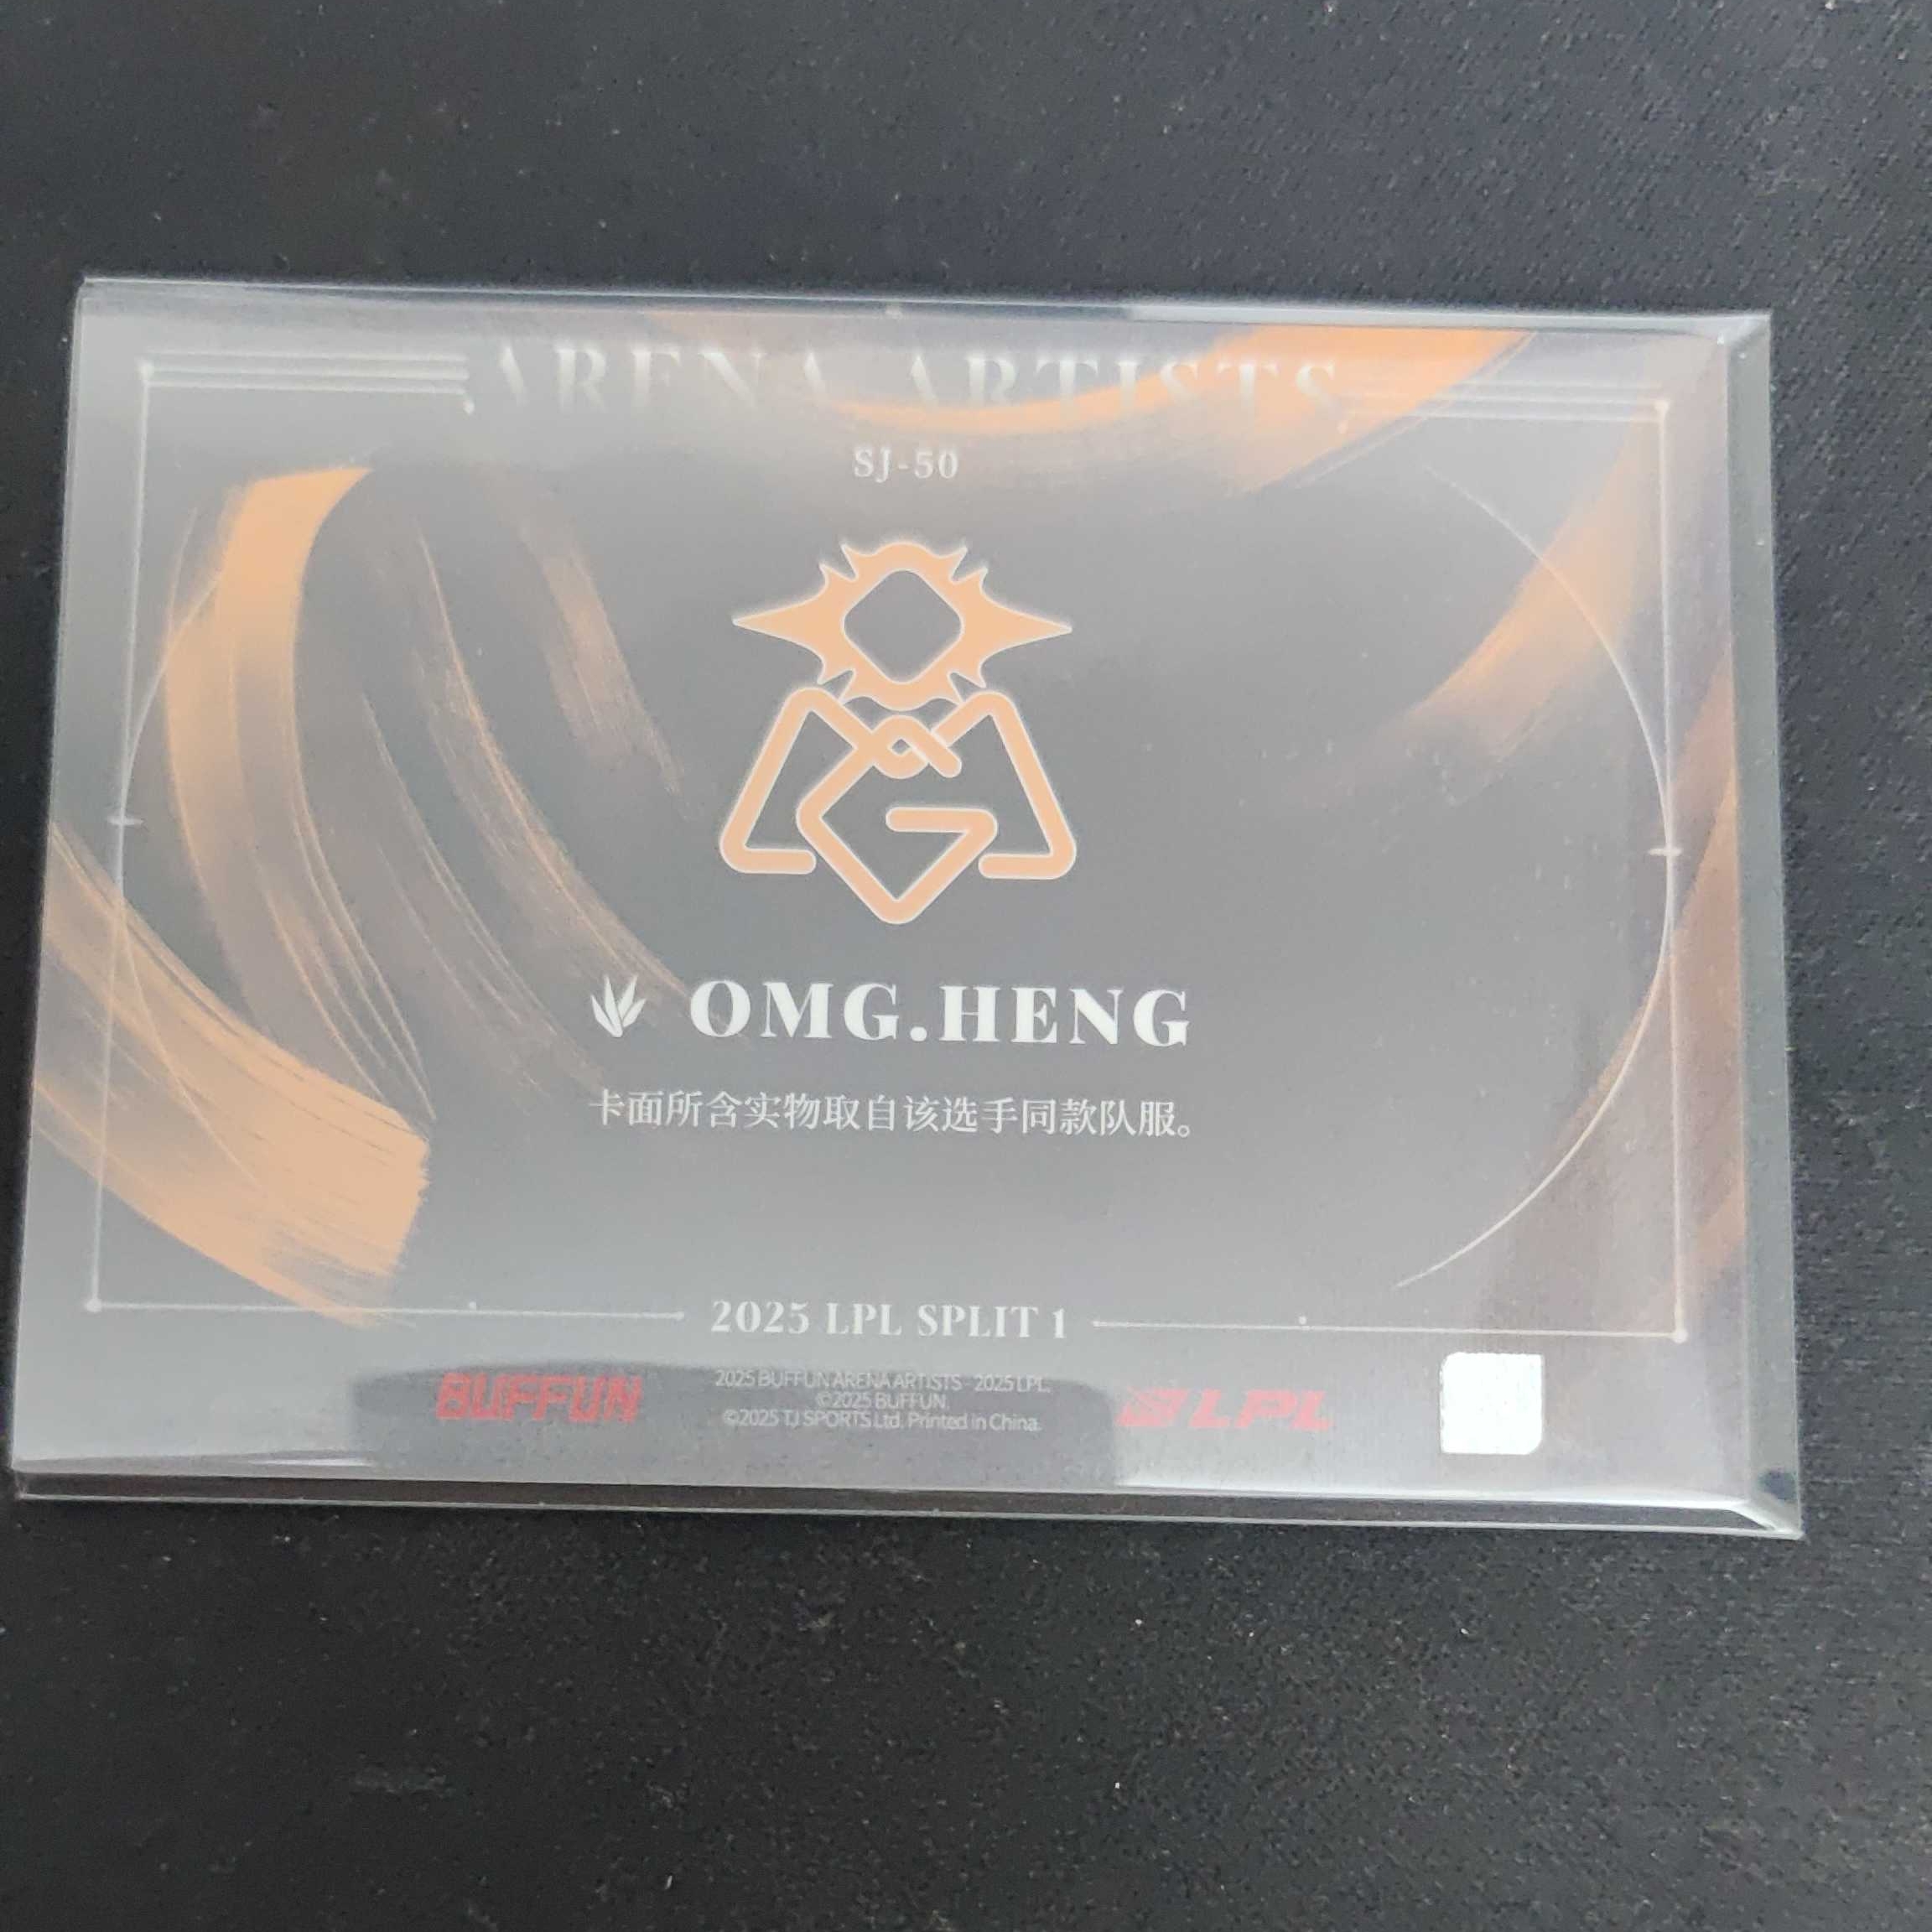 ARENA ARTISTS
SJ-50
OMG.HENG
卡面所含实物取自该选手同款队服。
2025 LPL SPLIT 1
BUFFUN
2025 BUFFUN ARENA ARTISTS - 2025 LPL.
©2025 BUFFUN.
©2025 TJ SPORTS Ltd. Printed in China.
LPL